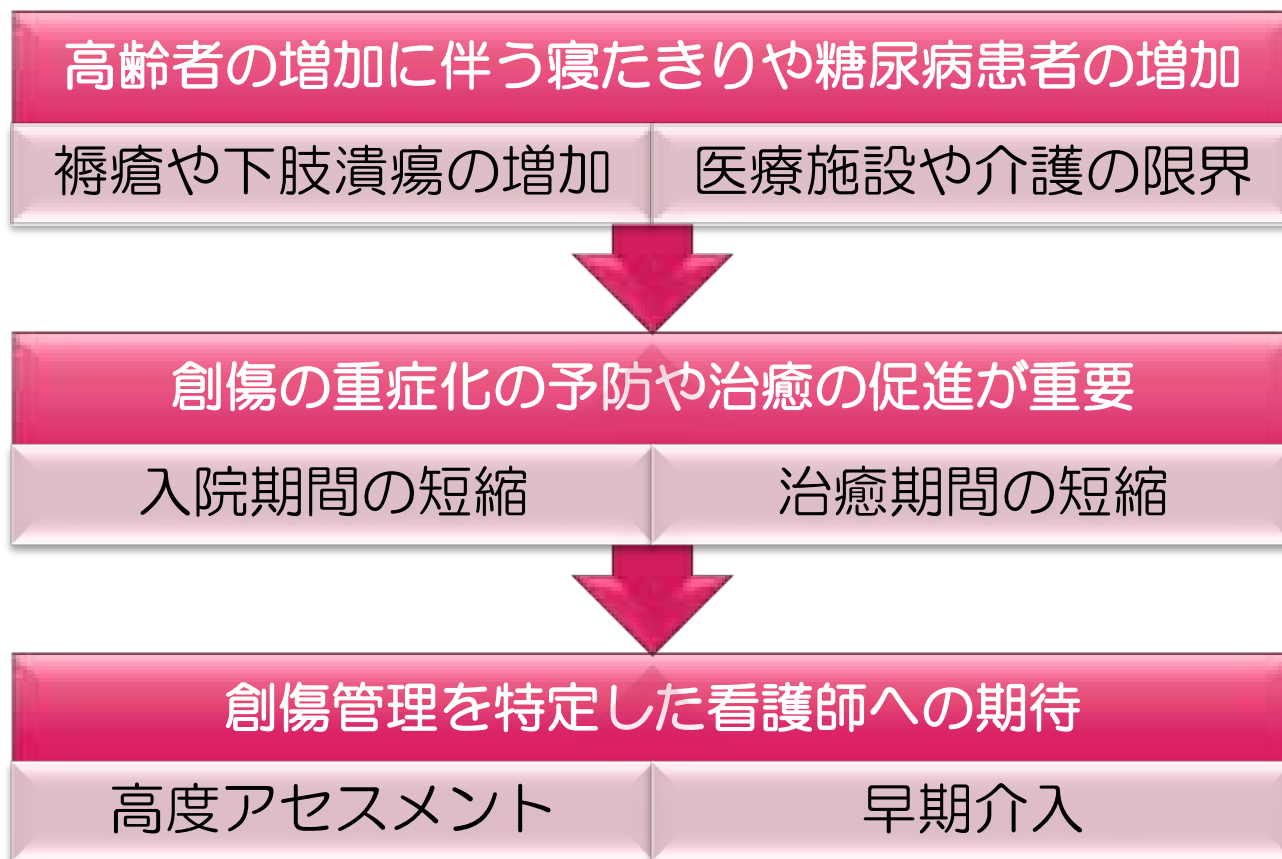 高齢者の増加に伴う寝たきりや糖尿病患者の増加
褥瘡や下肢潰瘍の増加
医療施設や介護の限界
創傷の重症化の予防や治癒の促進が重要
入院期間の短縮
治癒期間の短縮
創傷管理を特定した看護師への期待
高度アセスメント
早期介入